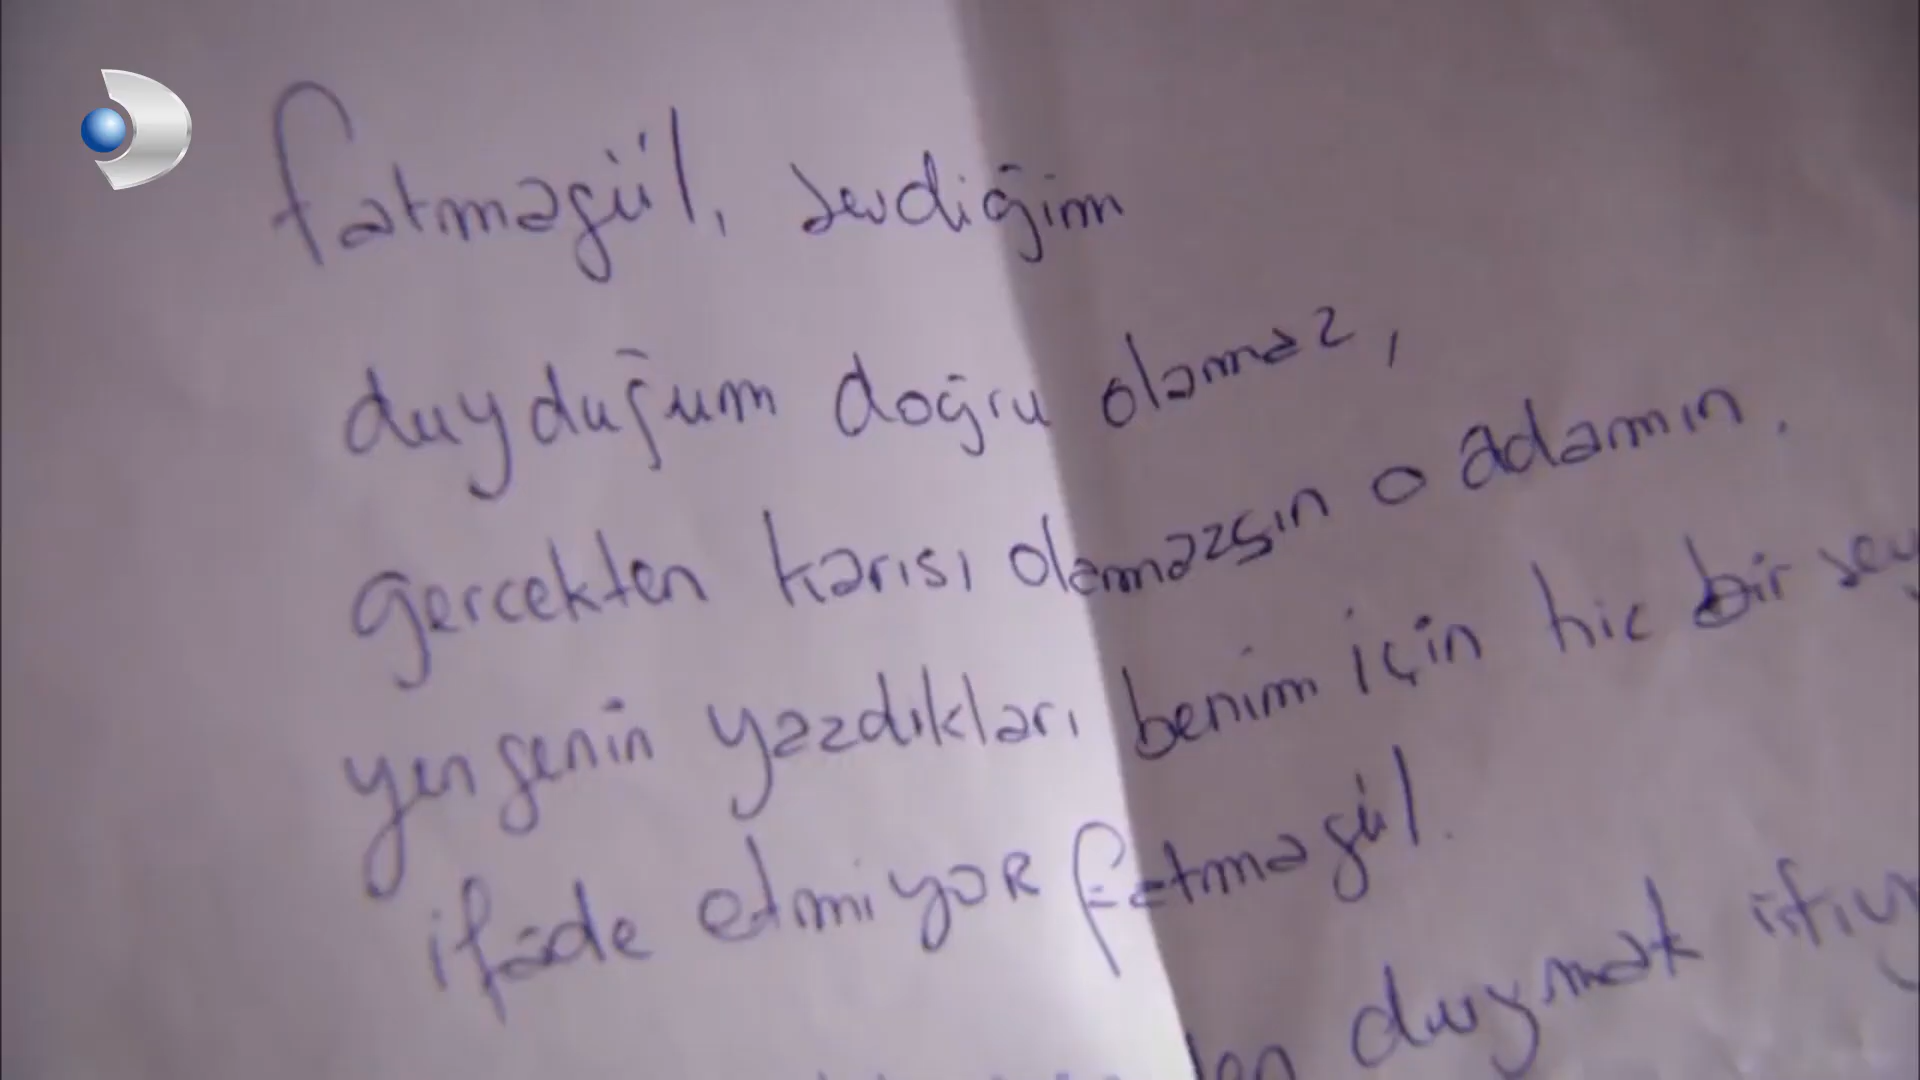 fatmagül, sevdiğim
duyduğum doğru olamaz,
gercekten karısı olamazsın o adamın.
yengenin yazdıkları benim için hic bir şey
ifade etmiyor fatmagül.
duymak